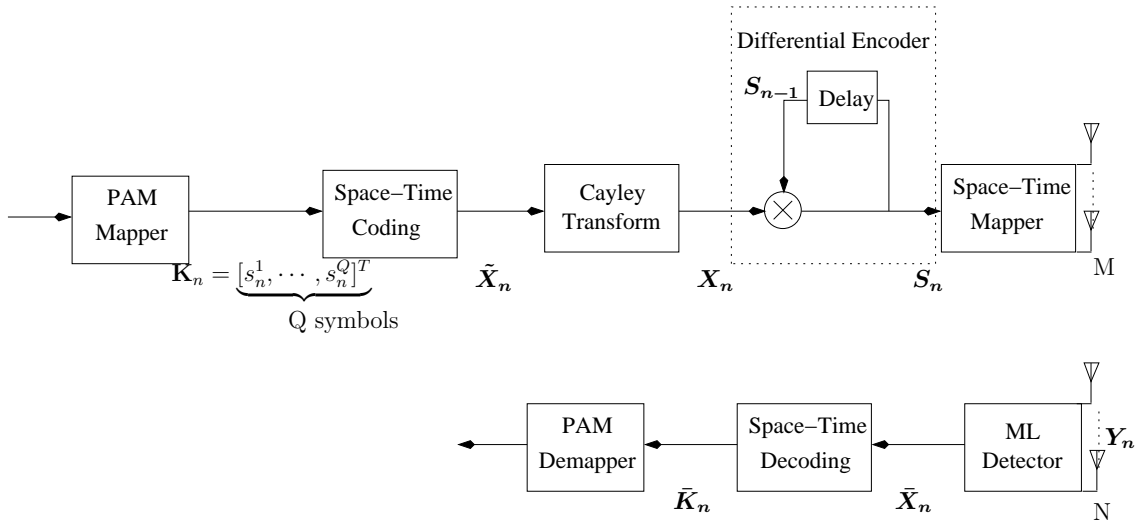 Differential Encoder
S_{n-1}
Delay
PAM
Mapper
Space-Time
Coding
Cayley
Transform
×
Space-Time
Mapper
M
K_n = [s_n^1, ⋯, s_n^Q]^T
Q symbols
X̃_n
X_n
S_n
PAM
Demapper
Space-Time
Decoding
ML
Detector
Y_n
N
K̄_n
X̄_n